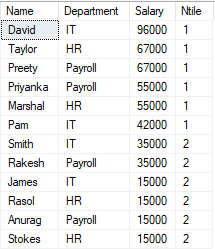 Name Department Salary Ntile
David IT 96000 1
Taylor HR 67000 1
Preety Payroll 67000 1
Priyanka Payroll 55000 1
Marshal HR 55000 1
Pam IT 42000 1
Smith IT 35000 2
Rakesh Payroll 35000 2
James IT 15000 2
Rasol HR 15000 2
Anurag Payroll 15000 2
Stokes HR 15000 2